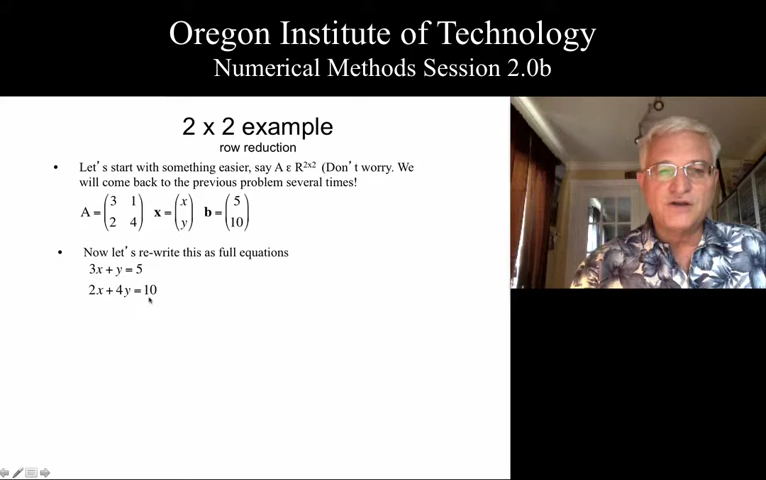 Oregon Institute of Technology
Numerical Methods Session 2.0b
2 x 2 example
row reduction
• Let's start with something easier, say A ε R^2x2 (Don't worry. We
will come back to the previous problem several times!
A = (3 1; 2 4) x = (x; y) b = (5; 10)
• Now let's re-write this as full equations
3x + y = 5
2x + 4y = 10